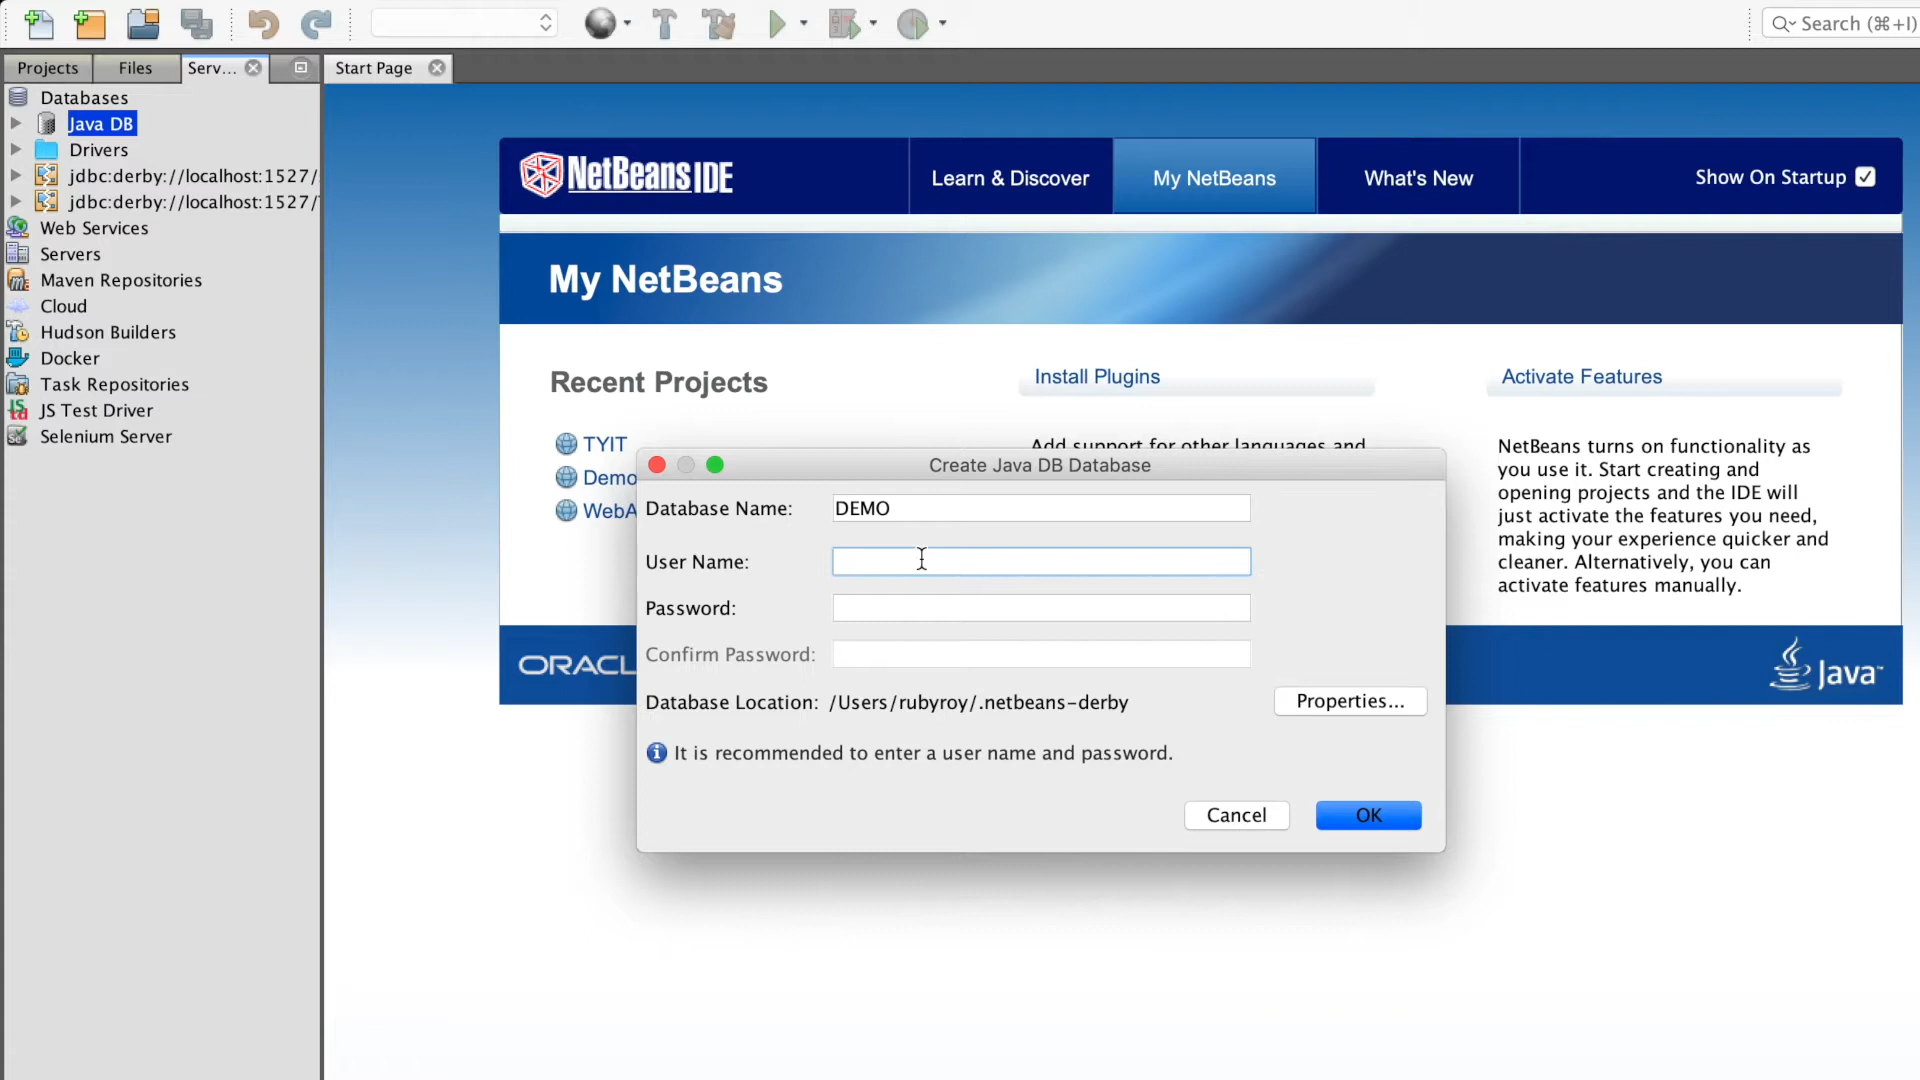 Search (⌘+I)
Projects
Files
Serv...
Start Page
Databases
Java DB
Drivers
jdbc:derby://localhost:1527/
jdbc:derby://localhost:1527/
Web Services
Servers
Maven Repositories
Cloud
Hudson Builders
Docker
Task Repositories
JS Test Driver
Selenium Server
NetBeans IDE
Learn & Discover
My NetBeans
What's New
Show On Startup
My NetBeans
Recent Projects
TYIT
Demo
WebA
Install Plugins
Add support for other languages and
Activate Features
NetBeans turns on functionality as
you use it. Start creating and
opening projects and the IDE will
just activate the features you need,
making your experience quicker and
cleaner. Alternatively, you can
activate features manually.
ORACL
Java
Create Java DB Database
Database Name: DEMO
User Name:
Password:
Confirm Password:
Database Location: /Users/rubyroy/.netbeans-derby
Properties...
It is recommended to enter a user name and password.
Cancel
OK